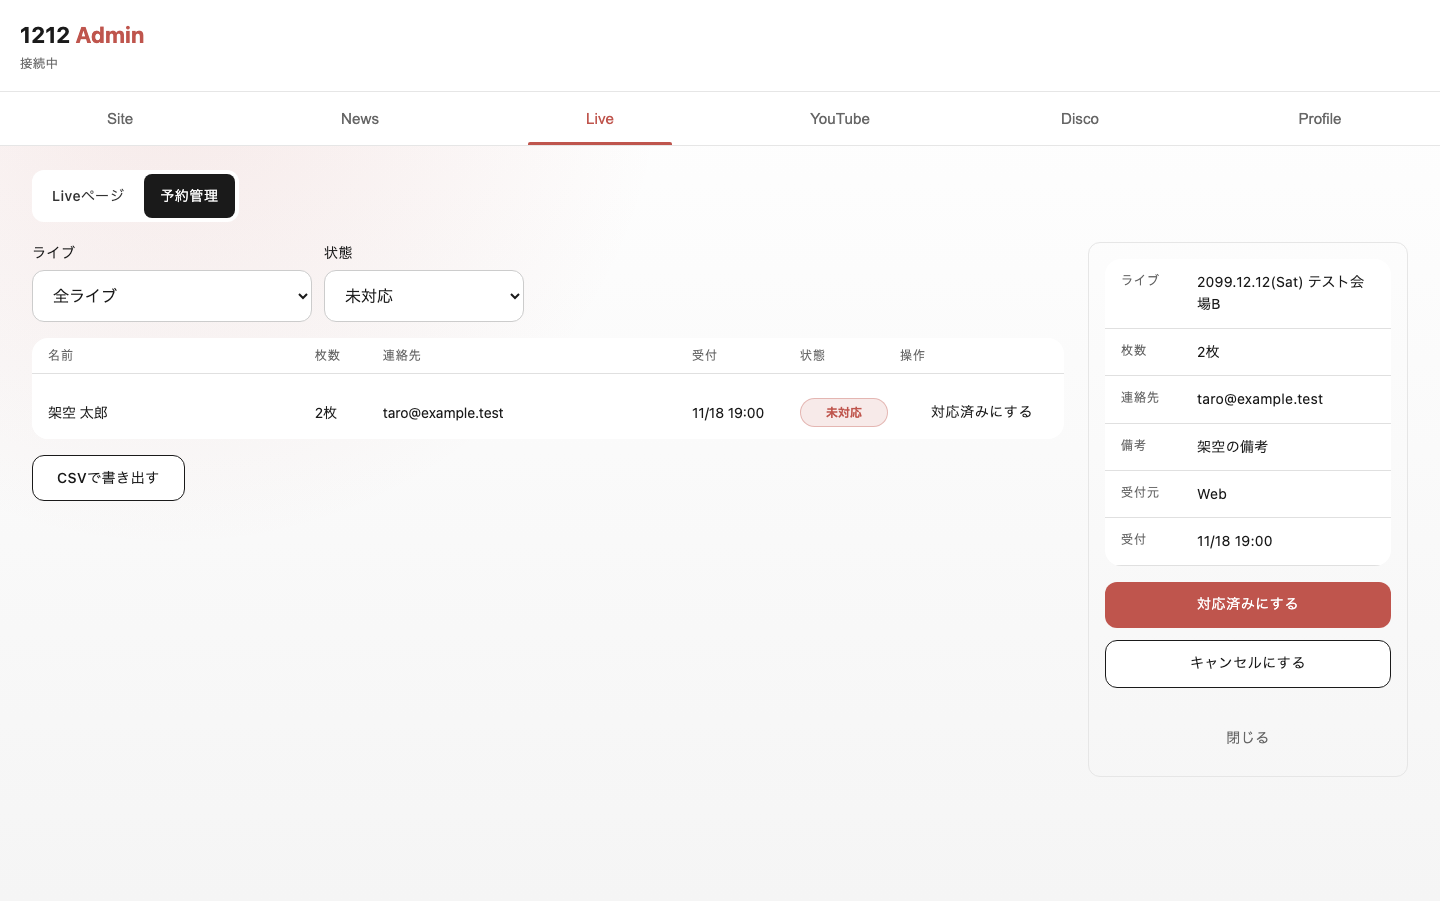 1212 Admin
接続中
Site
News
Live
YouTube
Disco
Profile
Liveページ
予約管理
ライブ
状態
全ライブ
未対応
名前
枚数
連絡先
受付
状態
操作
架空 太郎
2枚
taro@example.test
11/18 19:00
未対応
対応済みにする
CSVで書き出す
ライブ
2099.12.12(Sat) テスト会
場B
枚数
2枚
連絡先
taro@example.test
備考
架空の備考
受付元
Web
受付
11/18 19:00
対応済みにする
キャンセルにする
閉じる